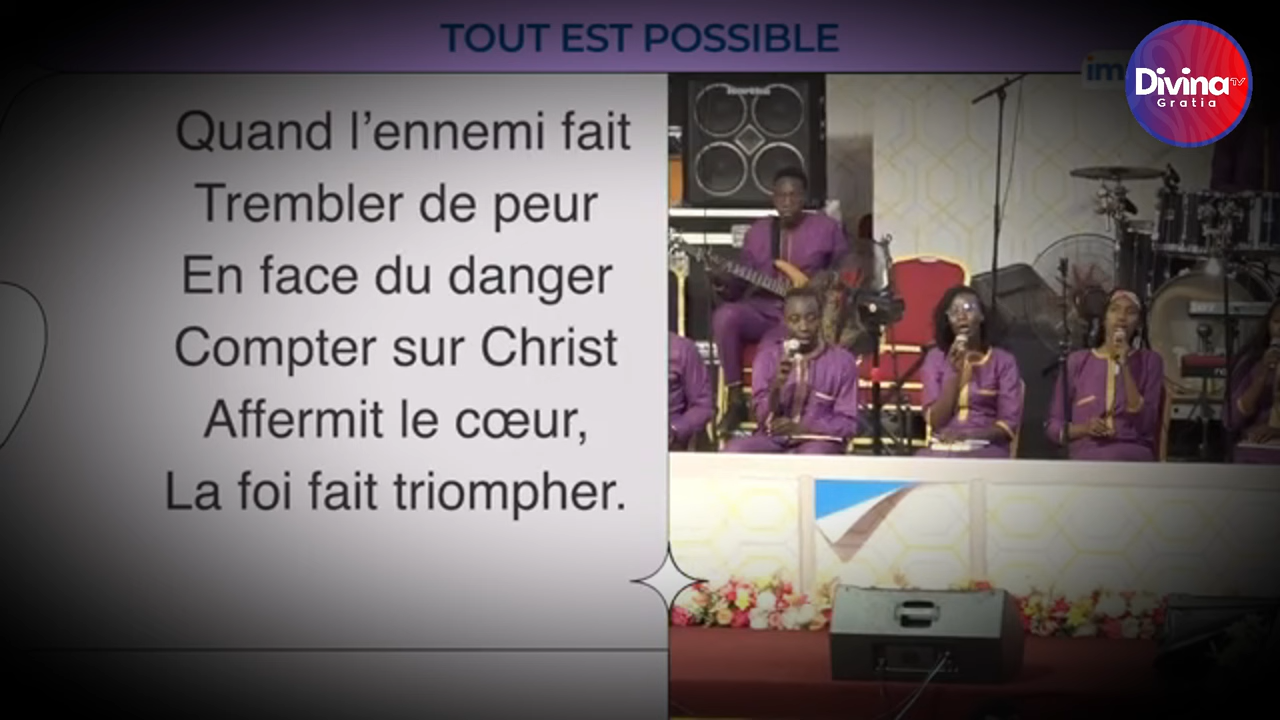 TOUT EST POSSIBLE
Divina TV
Gratia
Quand l’ennemi fait
Trembler de peur
En face du danger
Compter sur Christ
Affermit le cœur,
La foi fait triompher.